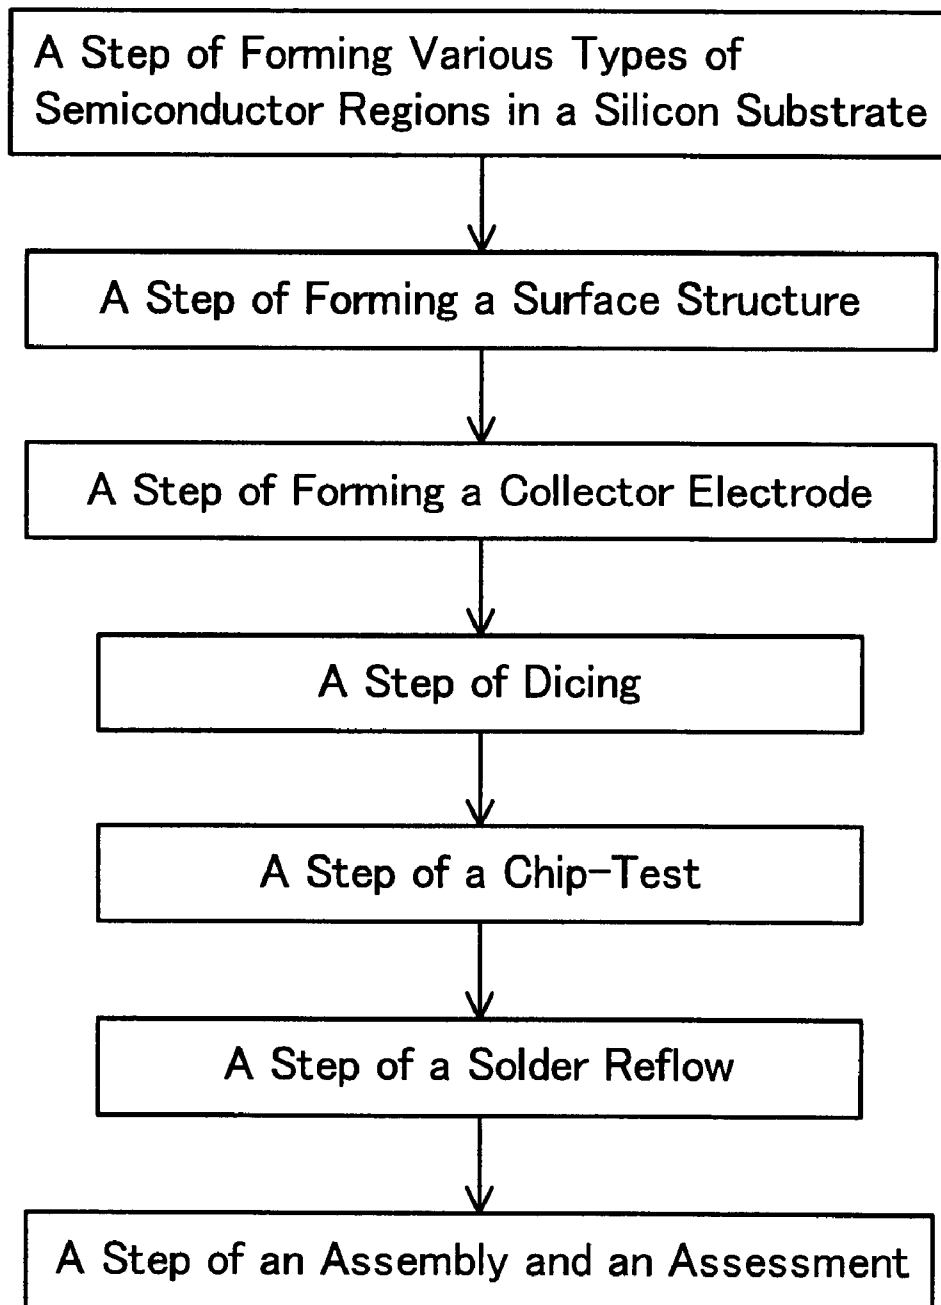 A Step of Forming Various Types of
Semiconductor Regions in a Silicon Substrate
A Step of Forming a Surface Structure
A Step of Forming a Collector Electrode
A Step of Dicing
A Step of a Chip-Test
A Step of a Solder Reflow
A Step of an Assembly and an Assessment